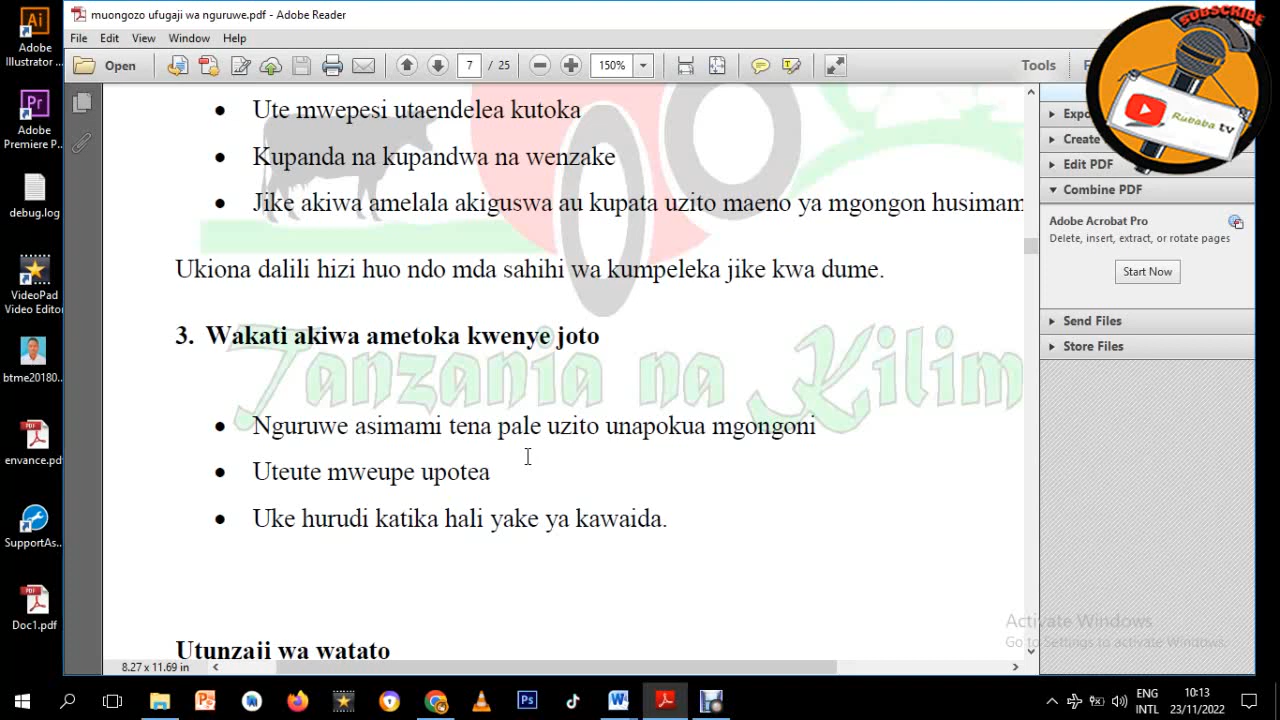 muongozo ufugaji wa nguruwe.pdf - Adobe Reader
File Edit View Window Help
Open 7 / 25 150% Tools
SUBSCRIBE
Rubaba tv
Adobe
Illustrator ...
Adobe
Premiere P...
debug.log
VideoPad
Video Editor
btme20180...
envance.pdf
SupportAs...
Doc1.pdf
• Ute mwepesi utaendelea kutoka
• Kupanda na kupandwa na wenzake
• Jike akiwa amelala akiguswa au kupata uzito maeno ya mgongon husimam
Ukiona dalili hizi huo ndo mda sahihi wa kumpeleka jike kwa dume.
3. Wakati akiwa ametoka kwenye joto
Tanzania na Kilim
• Nguruwe asimami tena pale uzito unapokua mgongoni
• Uteute mweupe upotea
• Uke hurudi katika hali yake ya kawaida.
Utunzaji wa watato
8.27 x 11.69 in
Expo
Create
Edit PDF
Combine PDF
Adobe Acrobat Pro
Delete, insert, extract, or rotate pages
Start Now
Send Files
Store Files
Activate Windows
Go to Settings to activate Windows.
ENG
INTL
10:13
23/11/2022